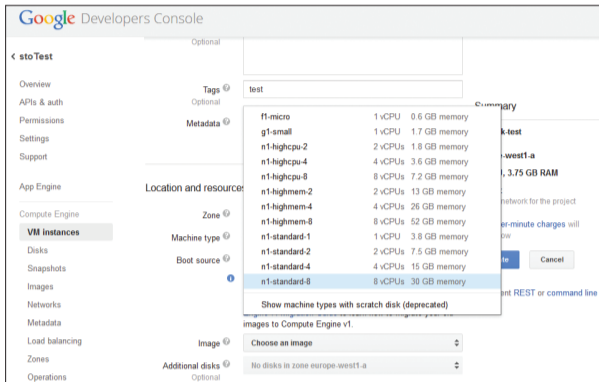 Google Developers Console
< stoTest
Overview
APIs & auth
Permissions
Settings
Support
App Engine
Compute Engine
VM instances
Disks
Snapshots
Images
Networks
Metadata
Load balancing
Zones
Operations
Optional
Tags
test
Optional
Metadata
Location and resources
Zone
Machine type
Boot source
f1-micro 1 vCPU 0.6 GB memory
g1-small 1 vCPU 1.7 GB memory
n1-highcpu-2 2 vCPUs 1.8 GB memory
n1-highcpu-4 4 vCPUs 3.6 GB memory
n1-highcpu-8 8 vCPUs 7.2 GB memory
n1-highmem-2 2 vCPUs 13 GB memory
n1-highmem-4 4 vCPUs 26 GB memory
n1-highmem-8 8 vCPUs 52 GB memory
n1-standard-1 1 vCPU 3.8 GB memory
n1-standard-2 2 vCPUs 7.5 GB memory
n1-standard-4 4 vCPUs 15 GB memory
n1-standard-8 8 vCPUs 30 GB memory
Show machine types with scratch disk (deprecated)
images to Compute Engine v1.
Image
Choose an image
Additional disks
No disks in zone europe-west1-a
Optional
Summary
k-test
-west1-a
, 3.75 GB RAM
network for the project
er-minute charges will
Cancel
ent REST or command line